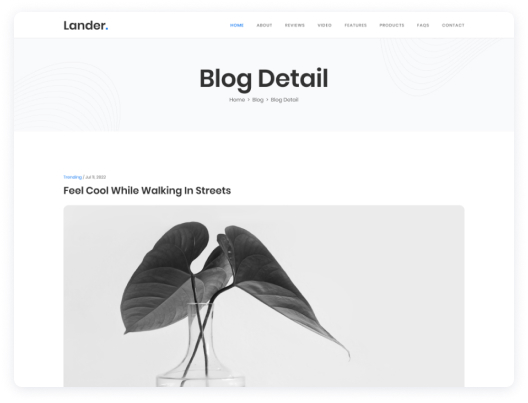 Lander.
HOME ABOUT REVIEWS VIDEO FEATURES PRODUCTS FAQS CONTACT
Blog Detail
Home > Blog > Blog Detail
Trending / Jul 9, 2022
Feel Cool While Walking In Streets